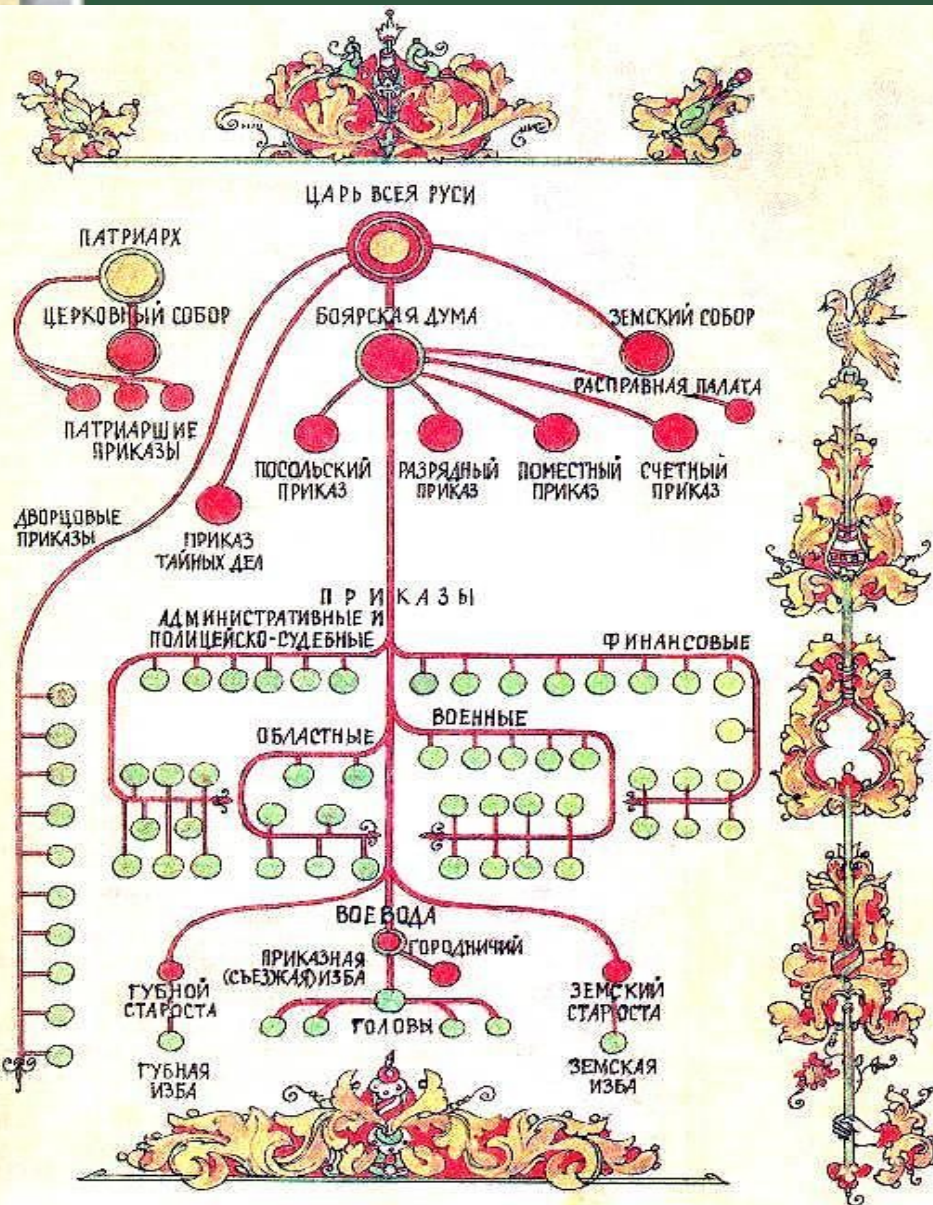 ЦАРЬ ВСЕЯ РУСИ
ПАТРИАРХ
ЦЕРКОВНЫЙ СОБОР
БОЯРСКАЯ ДУМА
ЗЕМСКИЙ СОБОР
РАСПРАВНАЯ ПАЛАТА
ПАТРИАРШИЕ
ПРИКАЗЫ
ПОСОЛЬСКИЙ
ПРИКАЗ
РАЗРЯДНЫЙ
ПРИКАЗ
ПОМЕСТНЫЙ
ПРИКАЗ
СЧЕТНЫЙ
ПРИКАЗ
ДВОРЦОВЫЕ
ПРИКАЗЫ
ПРИКАЗ
ТАЙНЫХ ДЕЛ
ПРИКАЗЫ
АДМИНИСТРАТИВНЫЕ И
ПОЛИЦЕЙСКО-СУДЕБНЫЕ
ФИНАНСОВЫЕ
ОБЛАСТНЫЕ
ВОЕННЫЕ
ВОЕВОДА
ГОРОДНИЧИЙ
ПРИКАЗНАЯ
(СЪЕЗЖАЯ) ИЗБА
ГУБНОЙ
СТАРОСТА
ГОЛОВЫ
ЗЕМСКИЙ
СТАРОСТА
ГУБНАЯ
ИЗБА
ЗЕМСКАЯ
ИЗБА